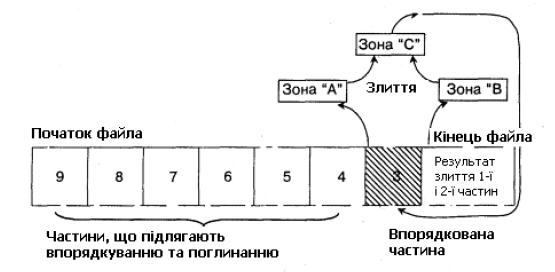 Зона "С"
Зона "А"
Злиття
Зона "В
Початок файла
Кінець файла
9 8 7 6 5 4 3
Результат
злиття 1-ї
і 2-ї частин
Частини, що підлягають
впорядкуванню та поглинанню
Впорядкована
частина